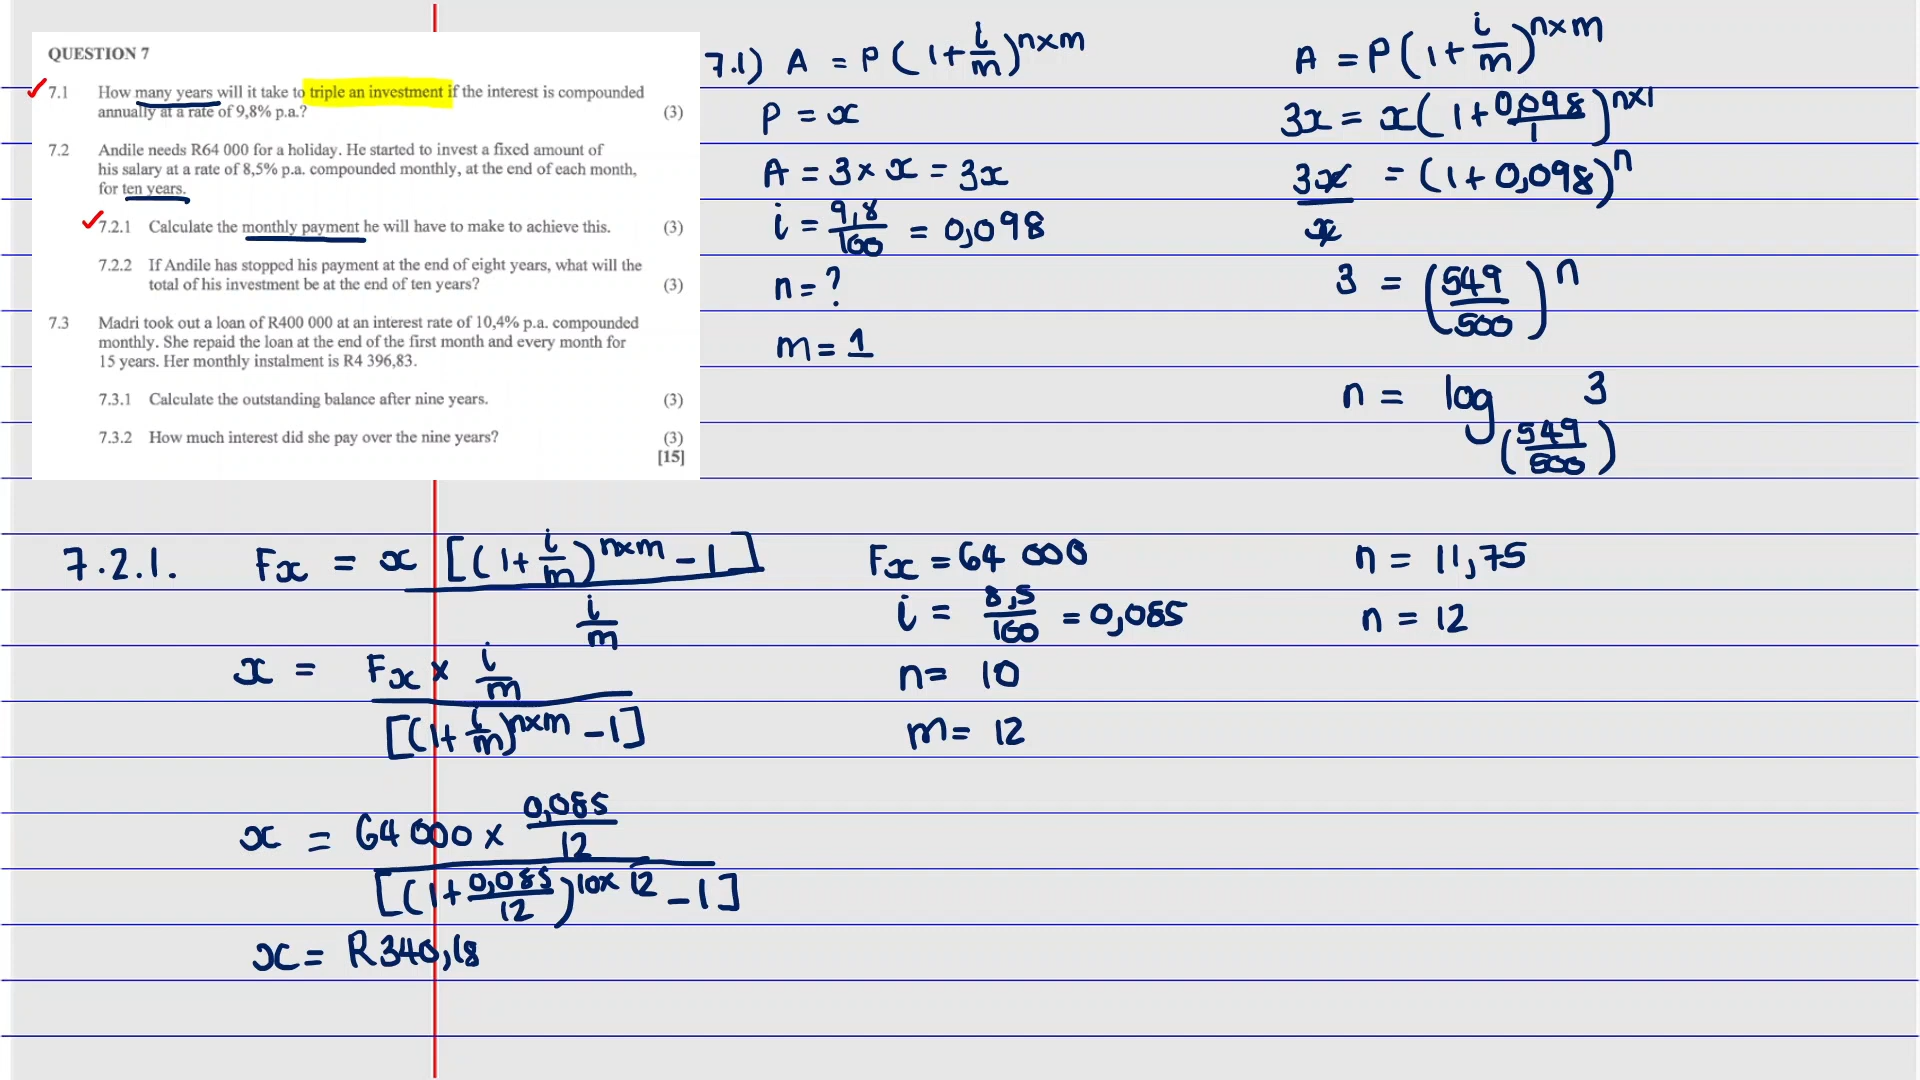 QUESTION 7
7.1 How many years will it take to triple an investment if the interest is compounded
annually at a rate of 9,8% p.a.? (3)
7.2 Andile needs R64 000 for a holiday. He started to invest a fixed amount of
his salary at a rate of 8,5% p.a. compounded monthly, at the end of each month,
for ten years.
7.2.1 Calculate the monthly payment he will have to make to achieve this. (3)
7.2.2 If Andile has stopped his payment at the end of eight years, what will the
total of his investment be at the end of ten years? (3)
7.3 Madri took out a loan of R400 000 at an interest rate of 10,4% p.a. compounded
monthly. She repaid the loan at the end of the first month and every month for
15 years. Her monthly instalment is R4 396,83.
7.3.1 Calculate the outstanding balance after nine years. (3)
7.3.2 How much interest did she pay over the nine years? (3)
[15]
7.1) A = P(1+i/m)^n×m
P = x
A = 3 × x = 3x
i = 9,8/100 = 0,098
n = ?
m = 1
A = P(1+i/m)^n×m
3x = x(1+0,098/1)^n×1
3x/x = (1+0,098)^n
3 = (549/500)^n
n = log(549/500) 3
n = 11,75
n = 12
7.2.1. Fx = x[(1+i/m)^n×m - 1] / i/m
x = Fx × i/m / [(1+i/m)^n×m - 1]
x = 64 000 × 0,085/12 / [(1+0,085/12)^10×12 - 1]
x = R340,18
Fx = 64 000
i = 8,5/100 = 0,085
n = 10
m = 12